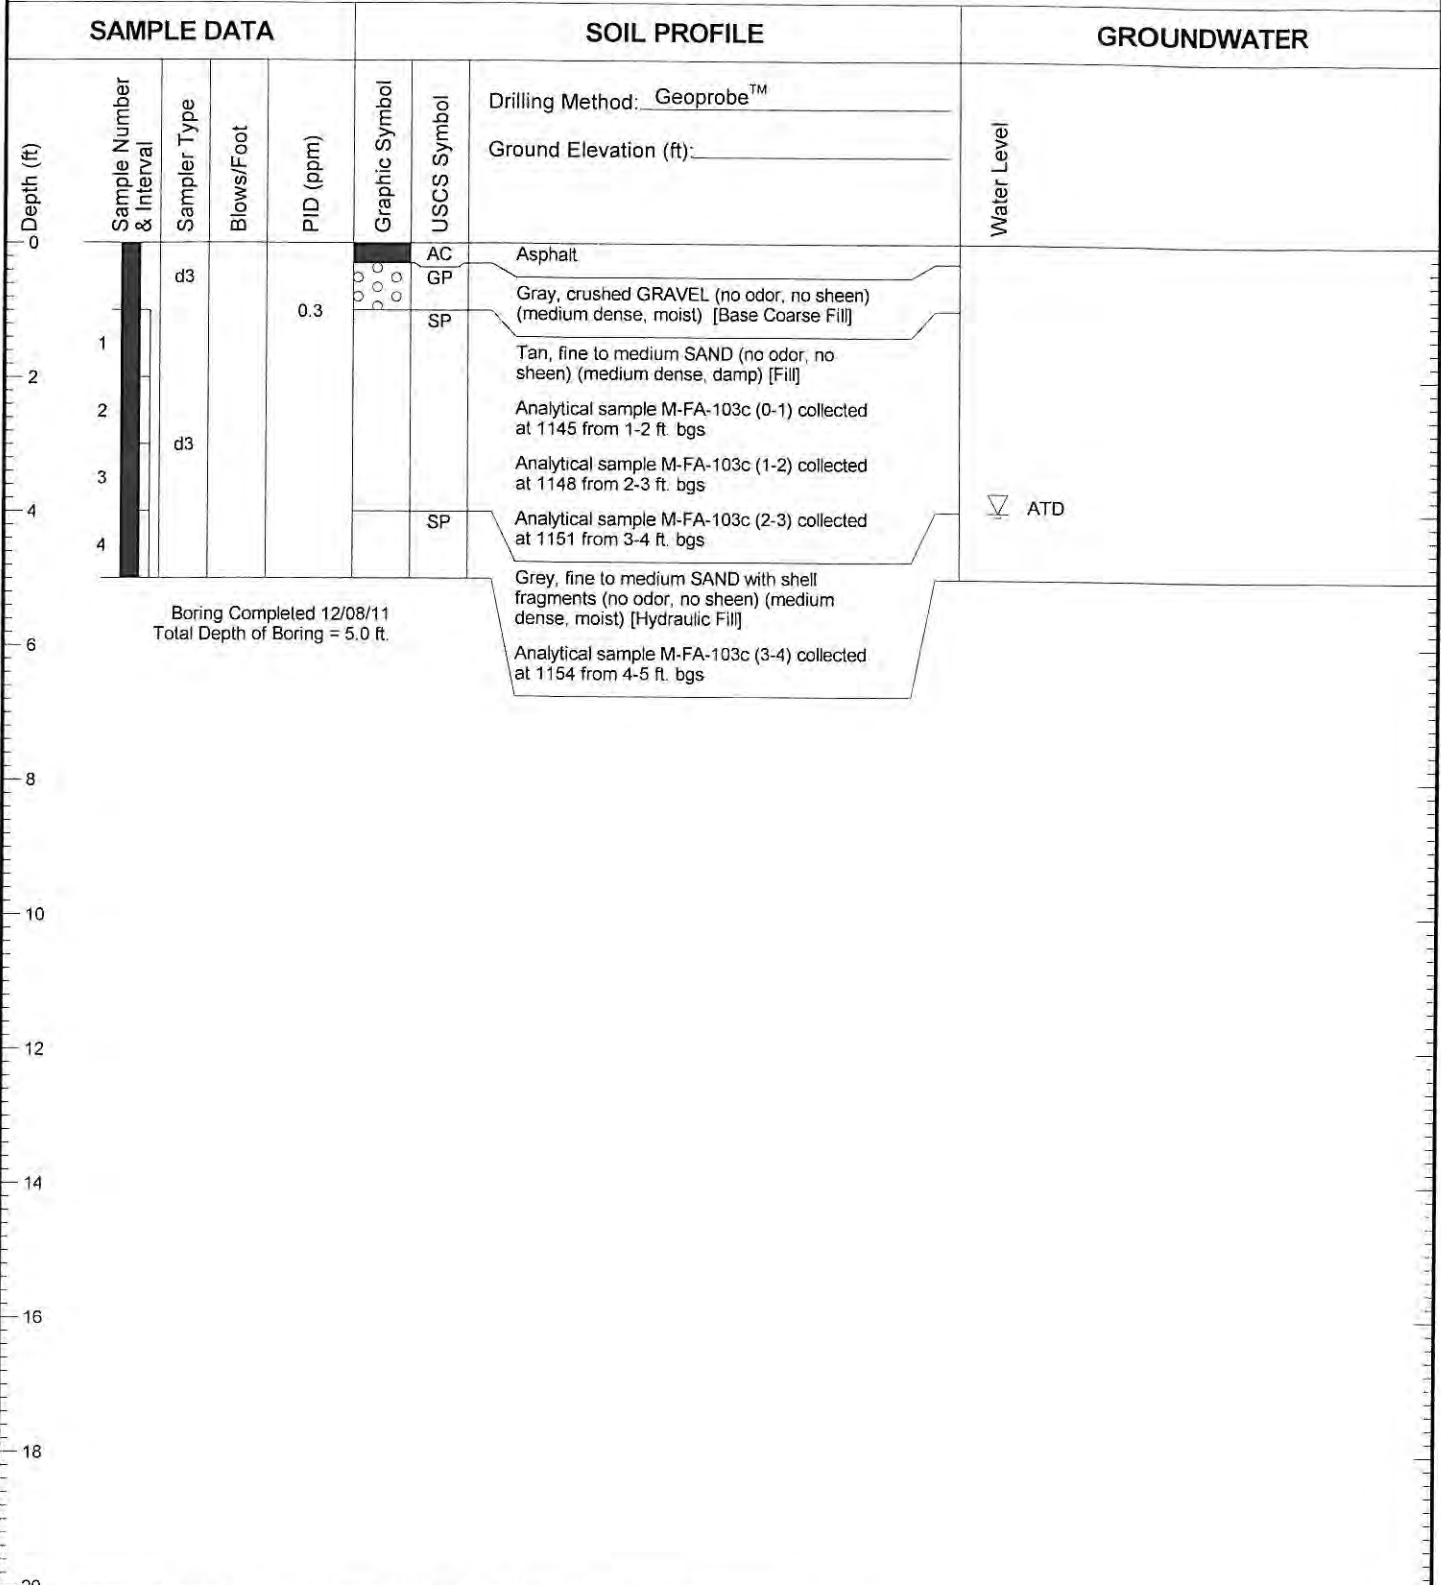 SAMPLE DATA
SOIL PROFILE
GROUNDWATER
Depth (ft)
Sample Number
& Interval
Sampler Type
Blows/Foot
PID (ppm)
Graphic Symbol
USCS Symbol
Drilling Method: Geoprobe™
Ground Elevation (ft):
Water Level
0
AC
Asphalt
d3
GP
Gray, crushed GRAVEL (no odor, no sheen)
(medium dense, moist) [Base Coarse Fill]
0.3
SP
1
Tan, fine to medium SAND (no odor, no
sheen) (medium dense, damp) [Fill]
2
2
Analytical sample M-FA-103c (0-1) collected
at 1145 from 1-2 ft. bgs
d3
3
Analytical sample M-FA-103c (1-2) collected
at 1148 from 2-3 ft. bgs
4
SP
Analytical sample M-FA-103c (2-3) collected
at 1151 from 3-4 ft. bgs
ATD
4
Grey, fine to medium SAND with shell
fragments (no odor, no sheen) (medium
dense, moist) [Hydraulic Fill]
Boring Completed 12/08/11
Total Depth of Boring = 5.0 ft.
6
Analytical sample M-FA-103c (3-4) collected
at 1154 from 4-5 ft. bgs
8
10
12
14
16
18
20